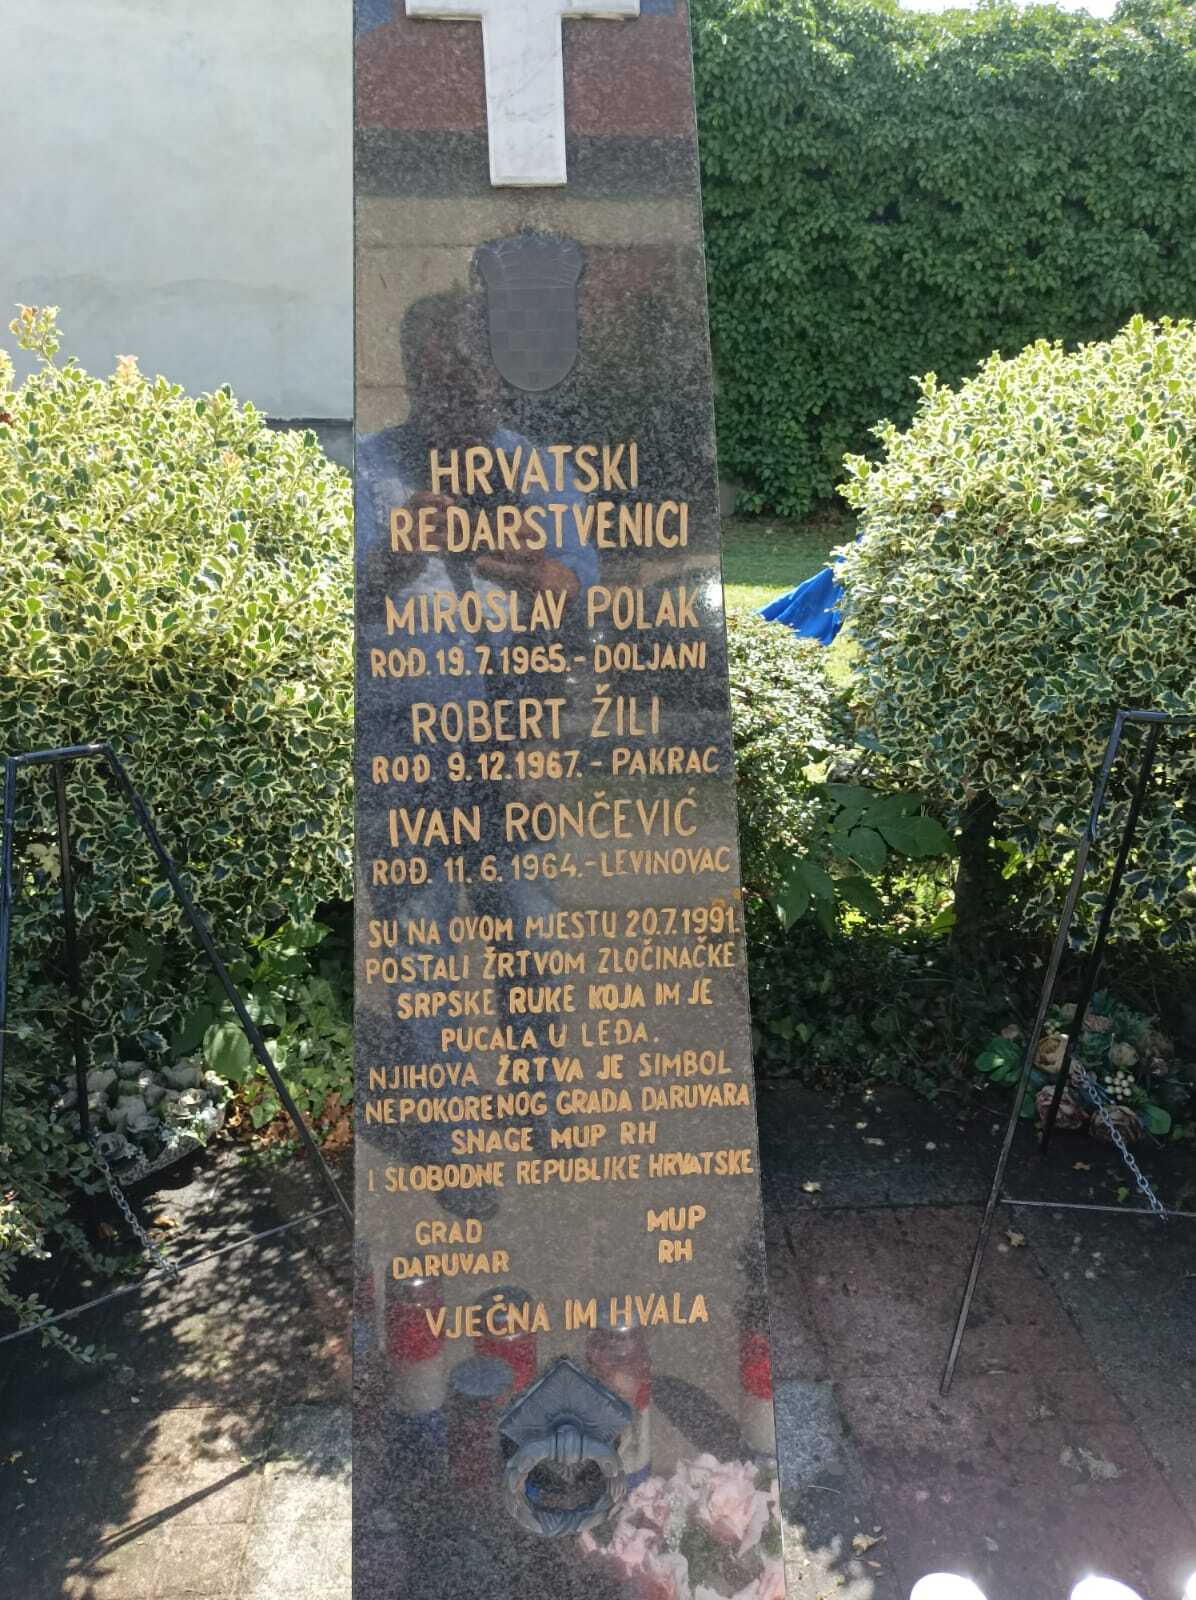 HRVATSKI
REDARSTVENICI
MIROSLAV POLAK
ROĐ. 19.7.1965.- DOLJANI
ROBERT ŽILI
ROĐ. 9.12.1967.- PAKRAC
IVAN RONČEVIĆ
ROĐ. 11.6.1964.-LEVINOVAC
SU NA OVOM MJESTU 20.7.1991.
POSTALI ŽRTVOM ZLOČINAČKE
SRPSKE RUKE KOJA IM JE
PUCALA U LEĐA.
NJIHOVA ŽRTVA JE SIMBOL
NEPOKORENOG GRADA DARUVARA
SNAGE MUP RH
I SLOBODNE REPUBLIKE HRVATSKE
GRAD
DARUVAR
MUP
RH
VJEČNA IM HVALA